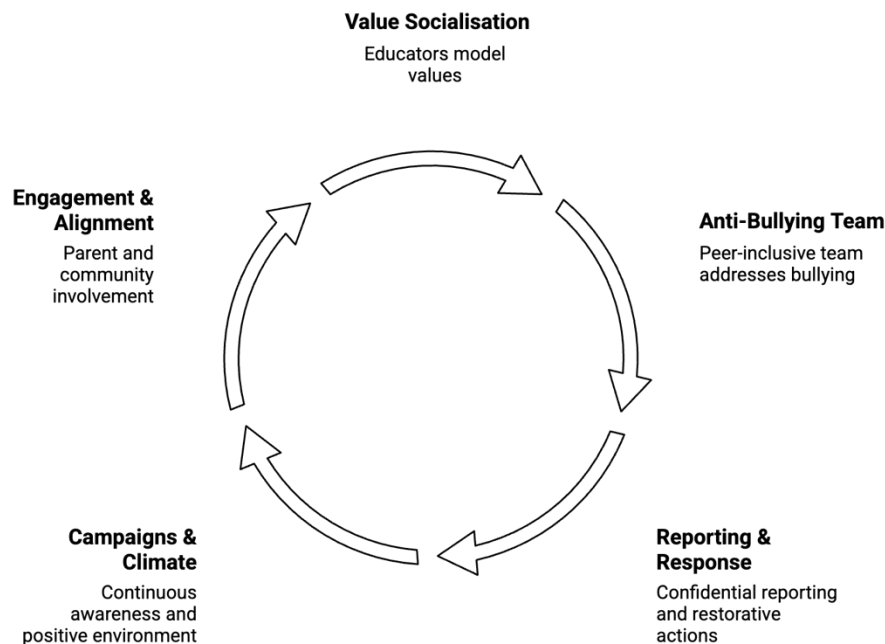 Value Socialisation
Educators model
values
Anti-Bullying Team
Peer-inclusive team
addresses bullying
Reporting &
Response
Confidential reporting
and restorative
actions
Campaigns &
Climate
Continuous
awareness and
positive environment
Engagement &
Alignment
Parent and
community
involvement